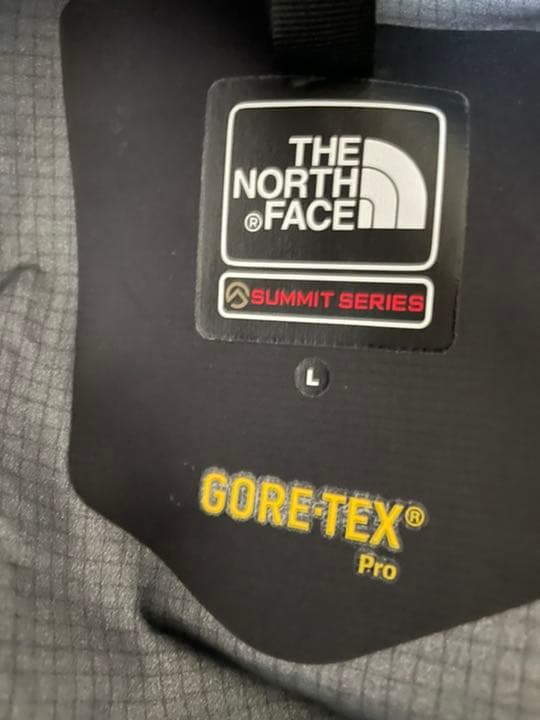 THE
NORTH
® FACE
SUMMIT SERIES
L
GORE-TEX®
Pro